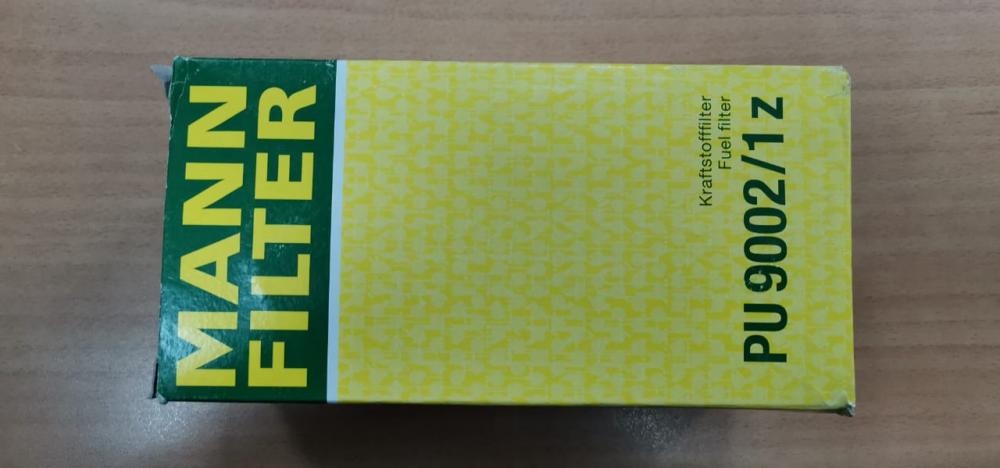 MANN
FILTER
Kraftstofffilter
Fuel filter
PU 9002/1 z